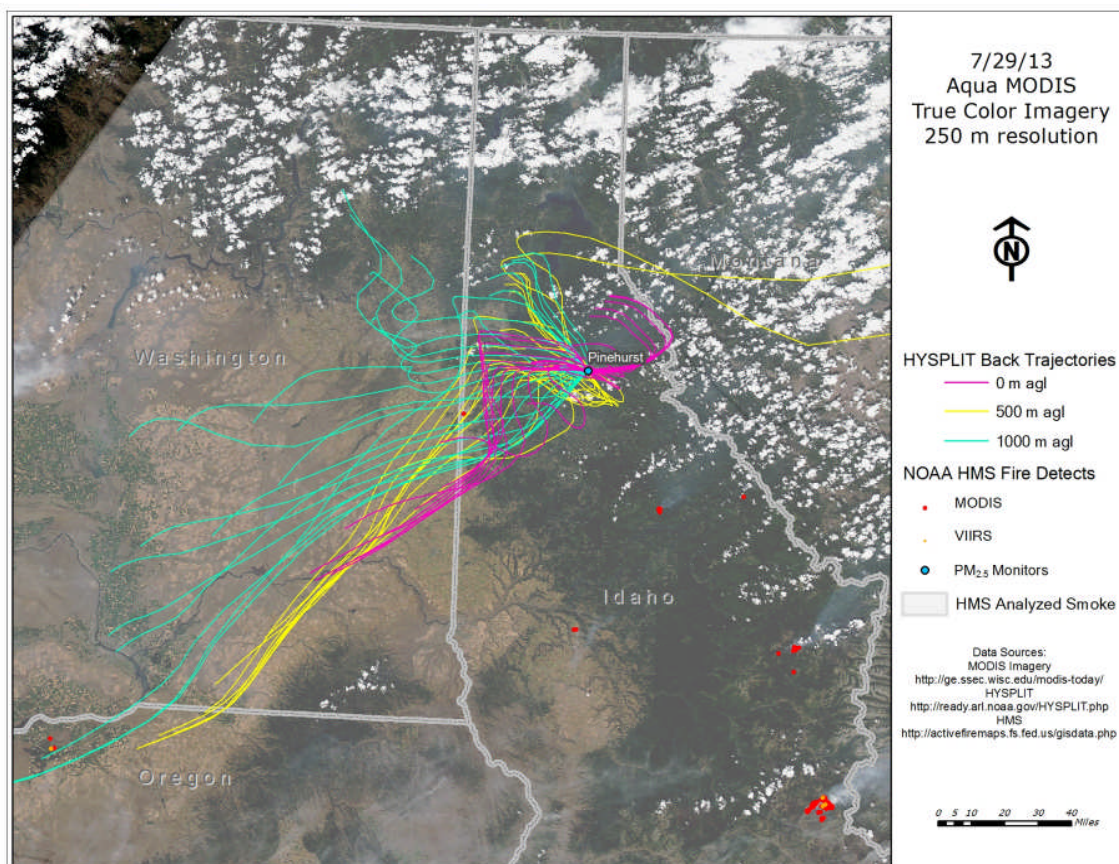 7/29/13
Aqua MODIS
True Color Imagery
250 m resolution
N
Montana
Washington
Pinehurst
Idaho
Oregon
HYSPLIT Back Trajectories
0 m agl
500 m agl
1000 m agl
NOAA HMS Fire Detects
MODIS
VIIRS
PM2.5 Monitors
HMS Analyzed Smoke
Data Sources:
MODIS Imagery
http://ge.ssec.wisc.edu/modis-today/
HYSPLIT
http://ready.arl.noaa.gov/HYSPLIT.php
HMS
http://activefiremaps.fs.fed.us/gisdata.php
0 5 10 20 30 40
Miles